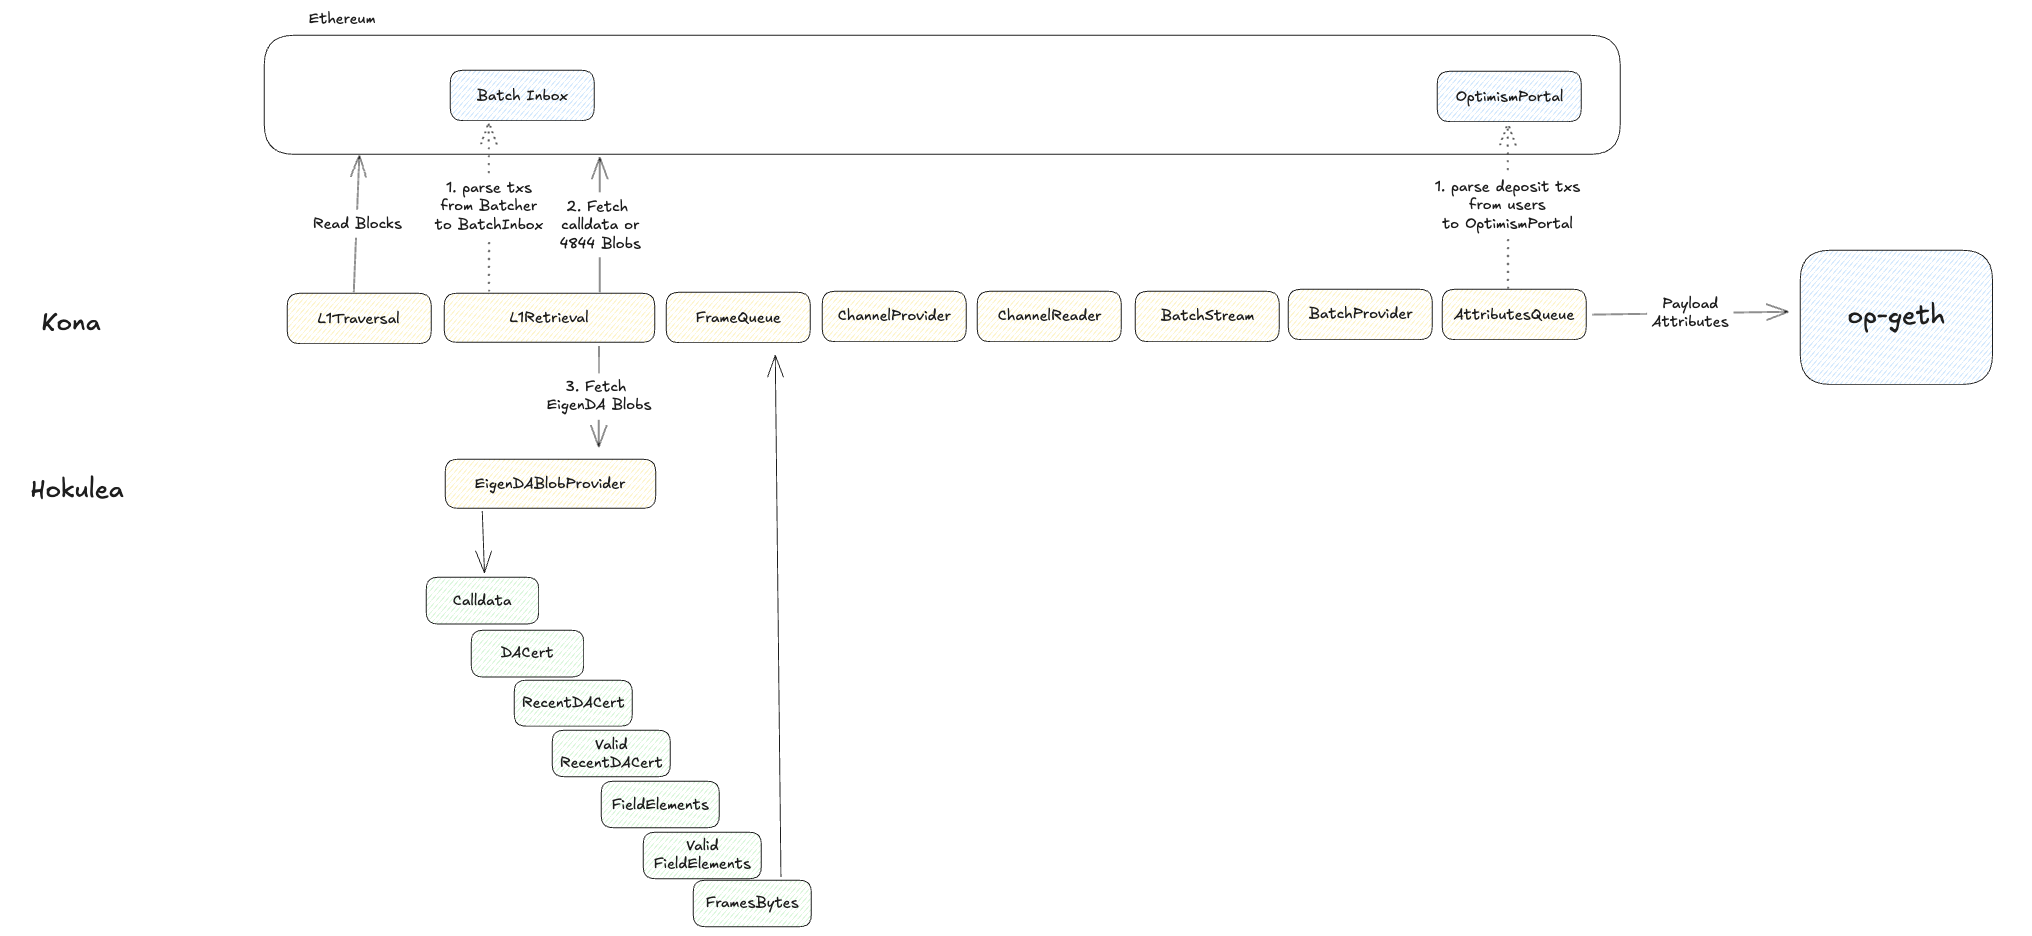 Ethereum
Batch Inbox
OptimismPortal
Read Blocks
1. parse txs
from Batcher
to BatchInbox
2. Fetch
calldata or
4844 Blobs
1. parse deposit txs
from users
to OptimismPortal
Kona
L1Traversal
L1Retrieval
FrameQueue
ChannelProvider
ChannelReader
BatchStream
BatchProvider
AttributesQueue
Payload
Attributes
op-geth
3. Fetch
EigenDA Blobs
Hokulea
EigenDABlobProvider
Calldata
DACert
RecentDACert
Valid
RecentDACert
FieldElements
Valid
FieldElements
FramesBytes